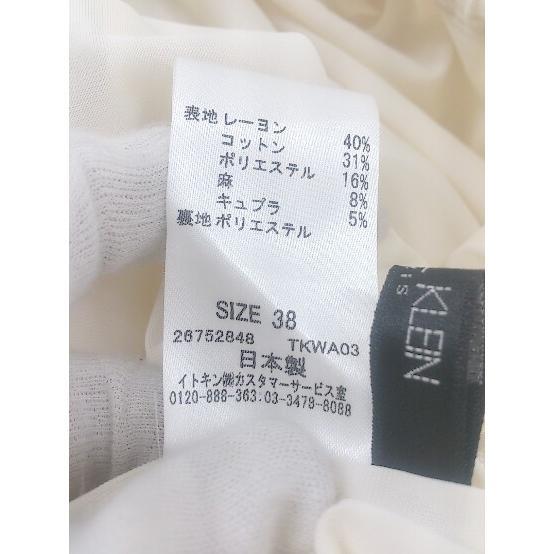 表地 レーヨン 40%
コットン 31%
ポリエステル 16%
麻 8%
キュプラ 5%
裏地 ポリエステル
SIZE 38
26752848 TKWA03
日本製
イトキン㈱カスタマーサービス室
0120-888-363.03-3478-8088
KLEIN